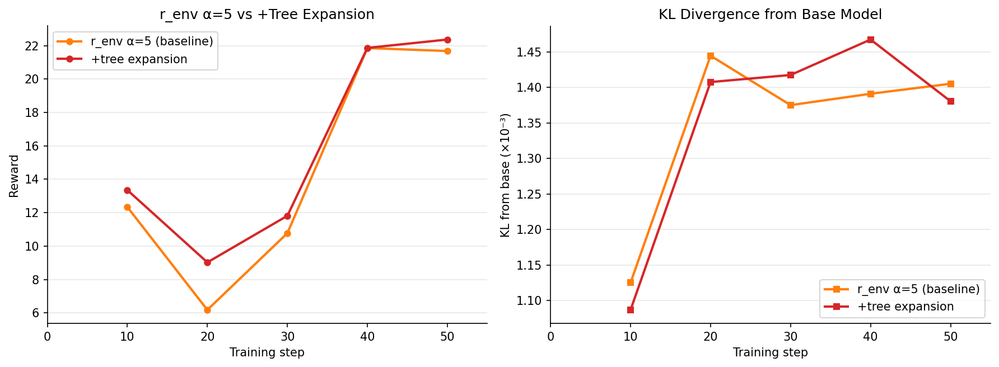 r_env α=5 vs +Tree Expansion
r_env α=5 (baseline)
+tree expansion
Reward
22
20
18
16
14
12
10
8
6
0 10 20 30 40 50
Training step
KL Divergence from Base Model
KL from base (×10⁻³)
1.45
1.40
1.35
1.30
1.25
1.20
1.15
1.10
r_env α=5 (baseline)
+tree expansion
0 10 20 30 40 50
Training step